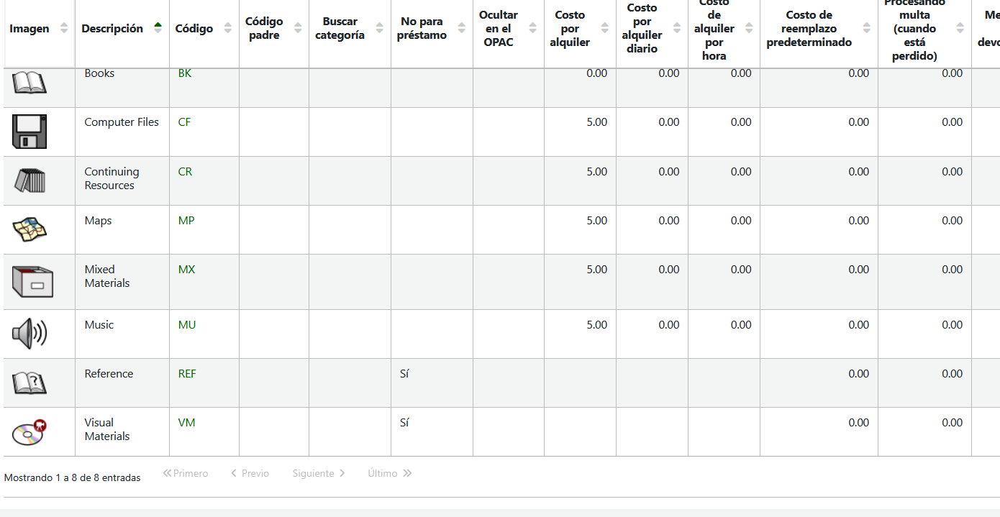 Imagen Descripción Código Código padre Buscar categoría No para préstamo Ocultar en el OPAC Costo por alquiler Costo por alquiler diario Costo de alquiler por hora Costo de reemplazo predeterminado Procesando multa (cuando está perdido)
Books BK 0.00 0.00 0.00 0.00 0.00
Computer Files CF 5.00 0.00 0.00 0.00 0.00
Continuing Resources CR 5.00 0.00 0.00 0.00 0.00
Maps MP 5.00 0.00 0.00 0.00 0.00
Mixed Materials MX 5.00 0.00 0.00 0.00 0.00
Music MU 5.00 0.00 0.00 0.00 0.00
Reference REF Sí 0.00 0.00
Visual Materials VM Sí 0.00 0.00
Mostrando 1 a 8 de 8 entradas Primero Previo Siguiente Último